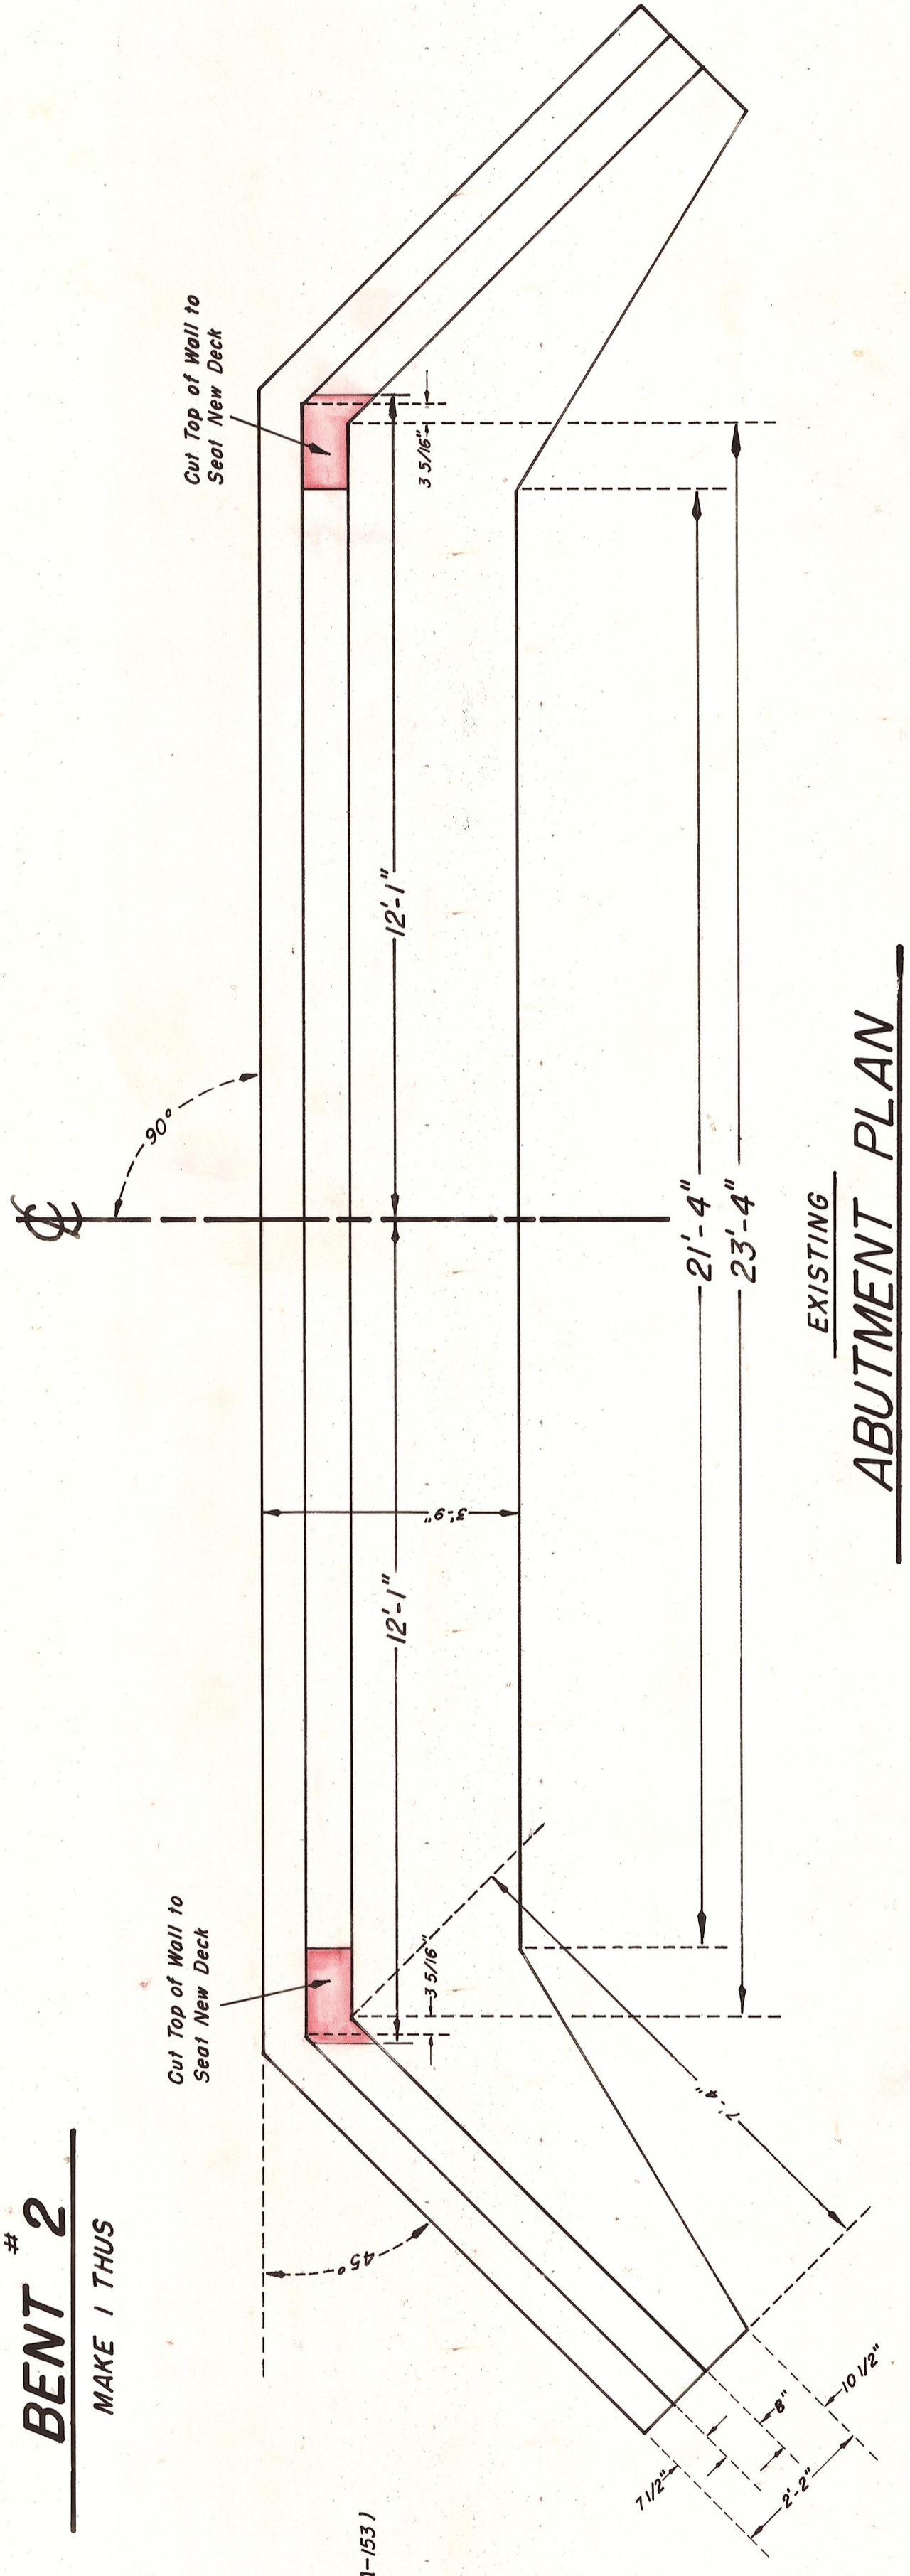 BENT #2
MAKE 1 THUS
Cut Top of Wall to
Seat New Deck
Cut Top of Wall to
Seat New Deck
℄
90°
45°
3'-9"
12'-1"
12'-1"
3 5/16"
3 5/16"
7'-4"
21'-4"
23'-4"
7 1/2"
8"
10 1/2"
2'-2"
EXISTING
ABUTMENT PLAN
-153)